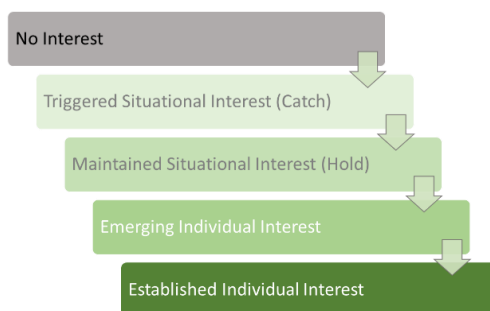 No Interest
Triggered Situational Interest (Catch)
Maintained Situational Interest (Hold)
Emerging Individual Interest
Established Individual Interest